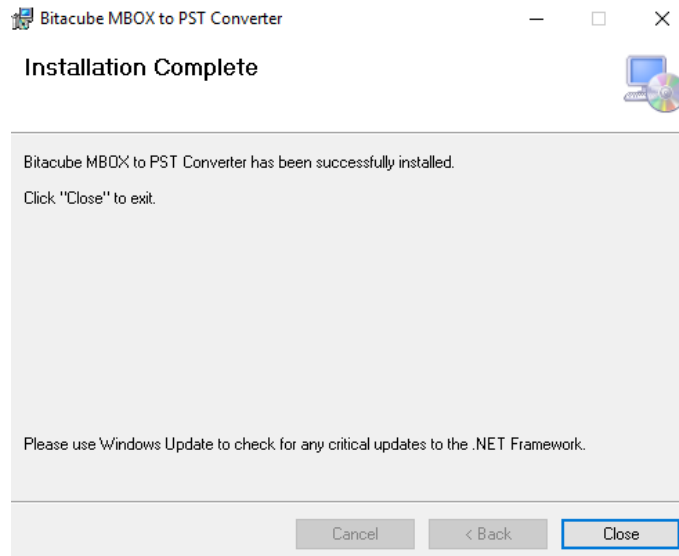 Bitacube MBOX to PST Converter
Installation Complete
Bitacube MBOX to PST Converter has been successfully installed.
Click "Close" to exit.
Please use Windows Update to check for any critical updates to the .NET Framework.
Cancel
< Back
Close